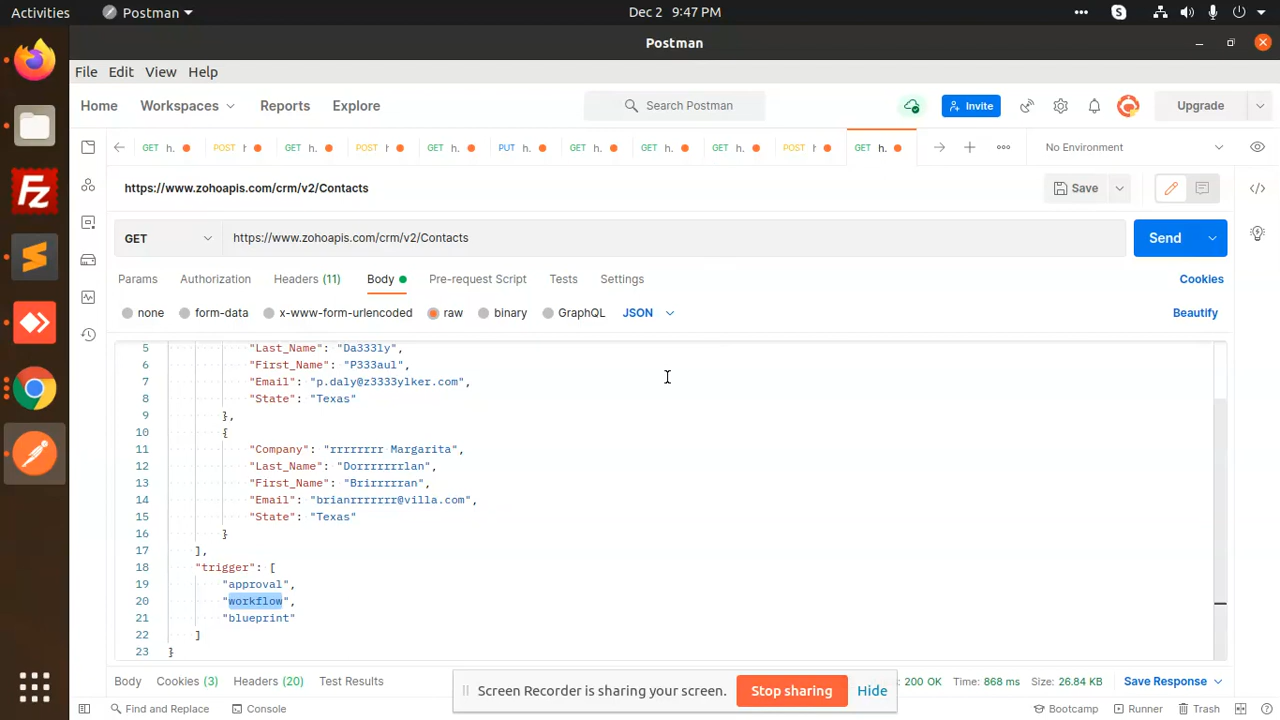 Activities Postman Dec 2 9:47 PM
Postman
File Edit View Help
Home Workspaces Reports Explore Search Postman Invite Upgrade
GET h. POST h GET h. POST h GET h. PUT h. GET h. GET h. GET h. POST h GET h. No Environment
https://www.zohoapis.com/crm/v2/Contacts Save
GET https://www.zohoapis.com/crm/v2/Contacts Send
Params Authorization Headers (11) Body Pre-request Script Tests Settings Cookies
none form-data x-www-form-urlencoded raw binary GraphQL JSON Beautify
5 "Last_Name": "Da333ly",
6 "First_Name": "P333aul",
7 "Email": "p.daly@z3333ylker.com",
8 "State": "Texas"
9 },
10 {
11 "Company": "rrrrrrrr Margarita",
12 "Last_Name": "Dorrrrrrrlan",
13 "First_Name": "Brirrrrran",
14 "Email": "brianrrrrrrr@villa.com",
15 "State": "Texas"
16 }
17 ],
18 "trigger": [
19 "approval",
20 "workflow",
21 "blueprint"
22 ]
23 }
Body Cookies (3) Headers (20) Test Results 200 OK Time: 868 ms Size: 26.84 KB Save Response
Screen Recorder is sharing your screen. Stop sharing Hide
Find and Replace Console Bootcamp Runner Trash